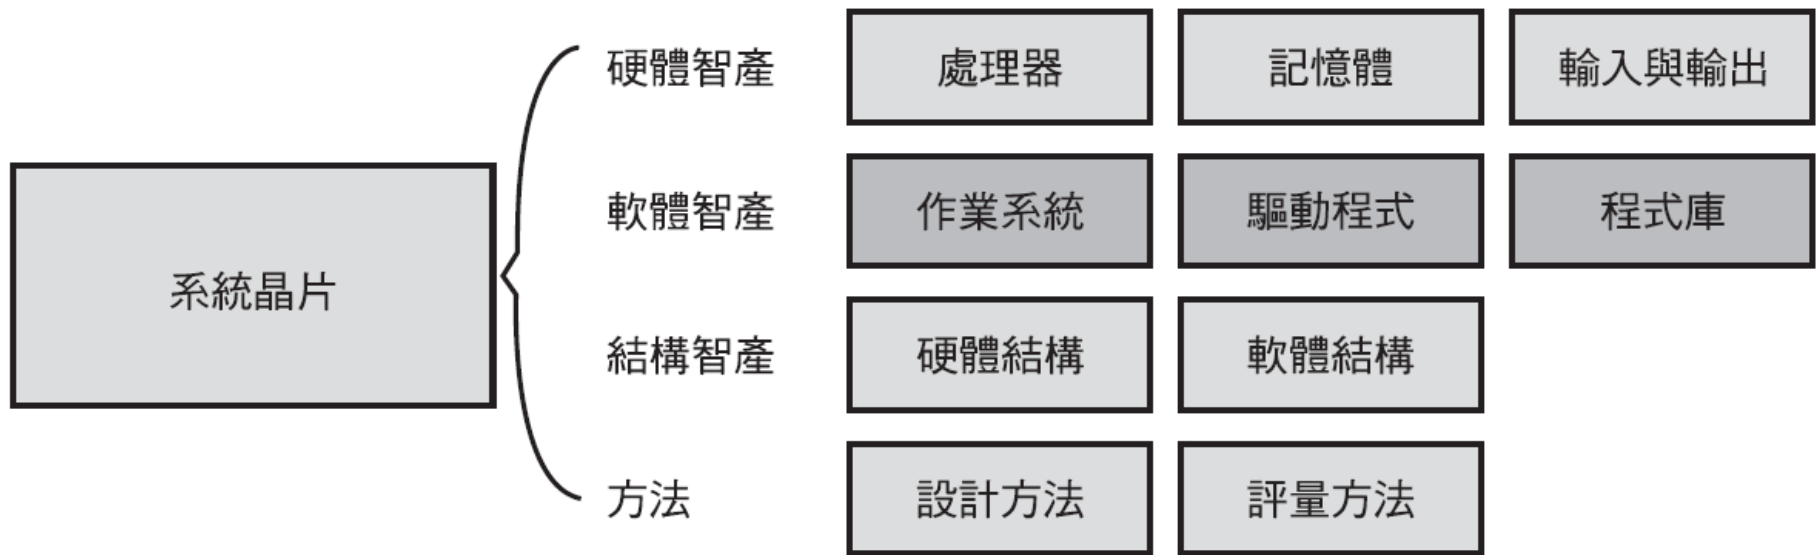 硬體智產 處理器 記憶體 輸入與輸出
軟體智產 作業系統 驅動程式 程式庫
系統晶片
結構智產 硬體結構 軟體結構
方法 設計方法 評量方法